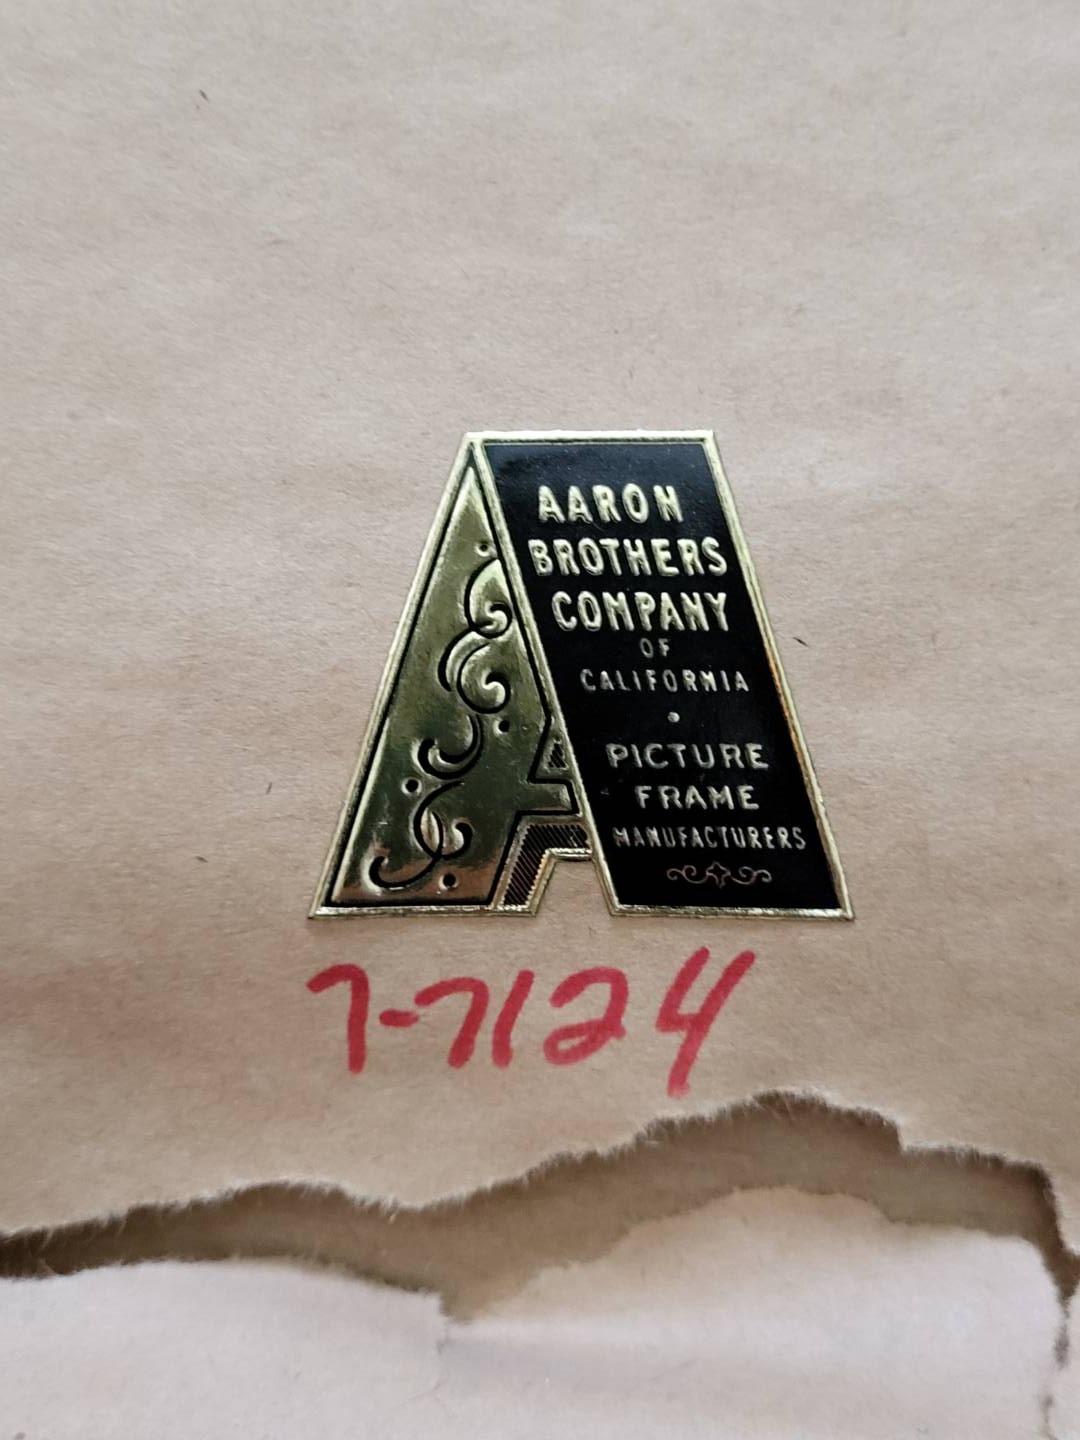 AARON
BROTHERS
COMPANY
OF
CALIFORNIA
PICTURE
FRAME
MANUFACTURERS
7-7124